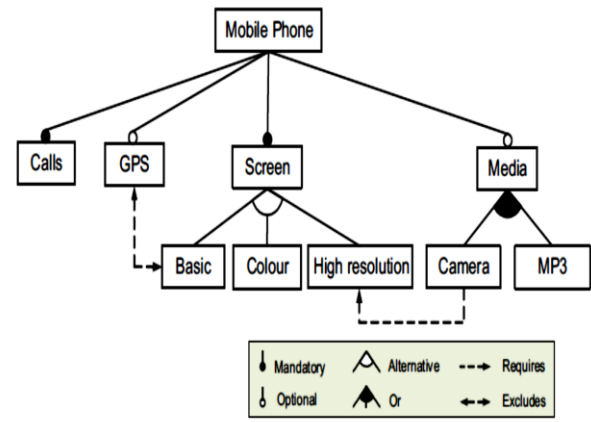 Mobile Phone
Calls
GPS
Screen
Media
Basic
Colour
High resolution
Camera
MP3
Mandatory
Alternative
Requires
Optional
Or
Excludes